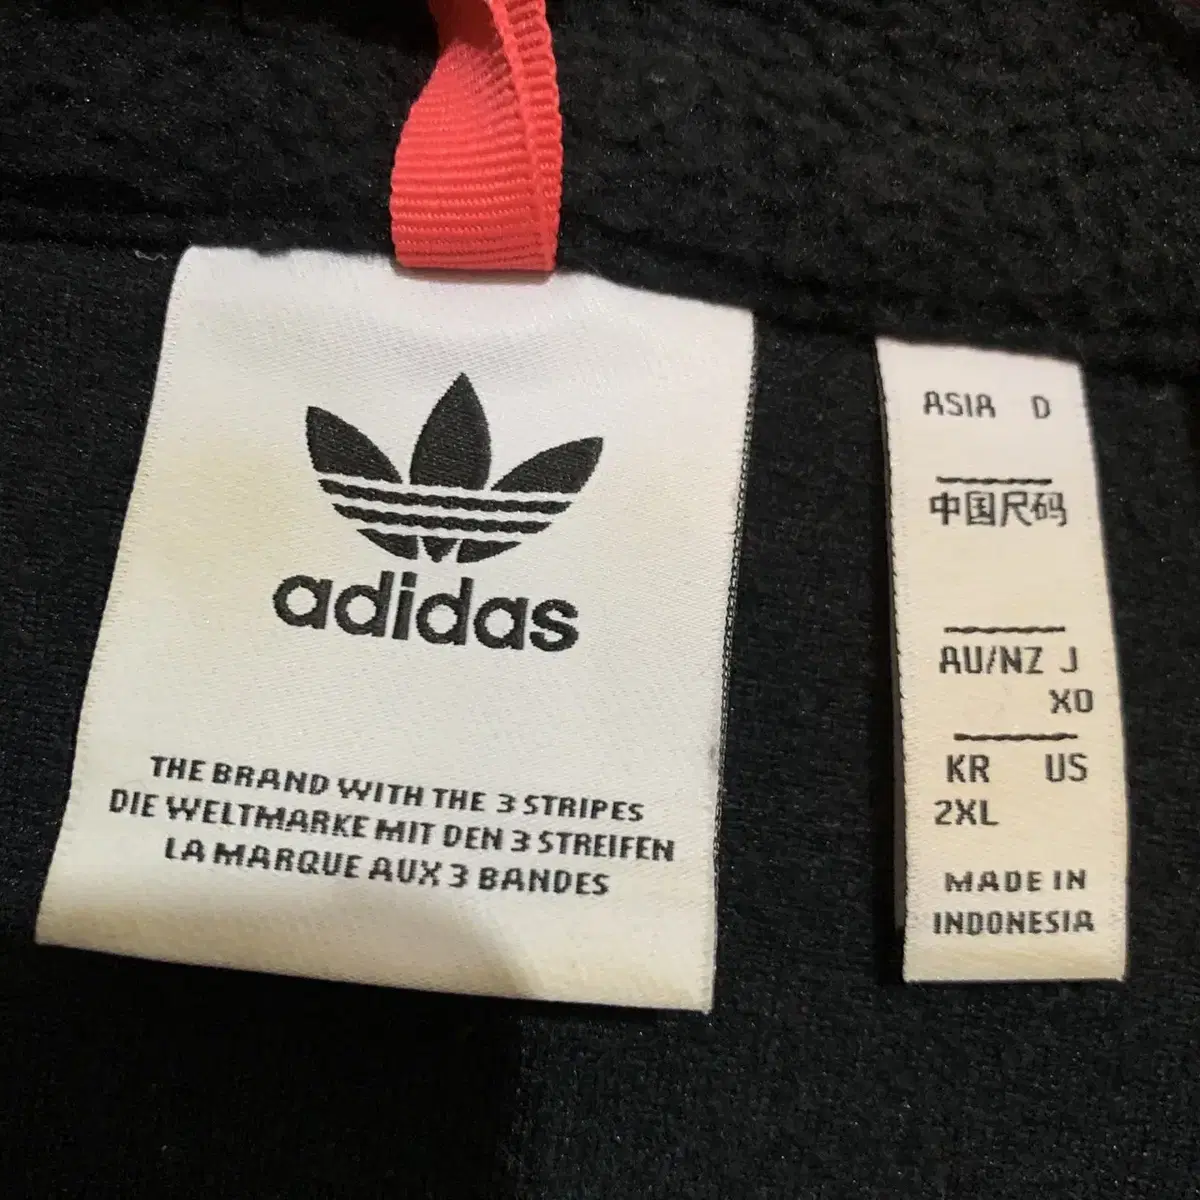 adidas
THE BRAND WITH THE 3 STRIPES
DIE WELTMARKE MIT DEN 3 STREIFEN
LA MARQUE AUX 3 BANDES
ASIA D
中国尺码
AU/NZ J
XO
KR US
2XL
MADE IN
INDONESIA